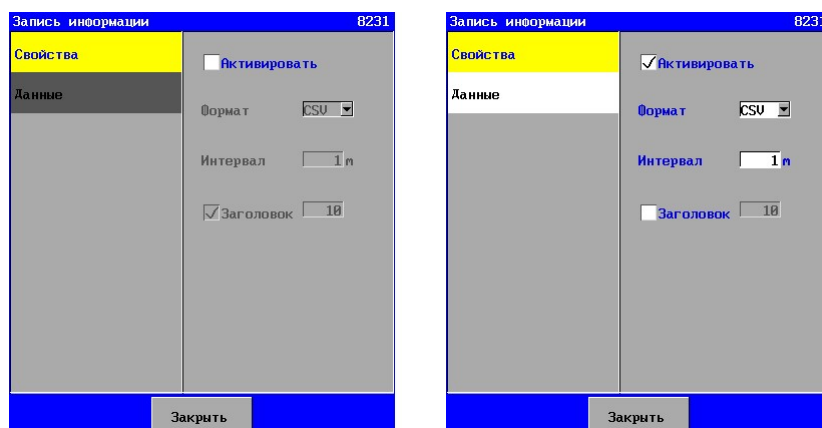 Запись информации 8231
Свойства
Данные
Активировать
Формат CSV
Интервал 1 m
Заголовок 10
Закрыть
Запись информации 8231
Свойства
Данные
Активировать
Формат CSV
Интервал 1 m
Заголовок 10
Закрыть